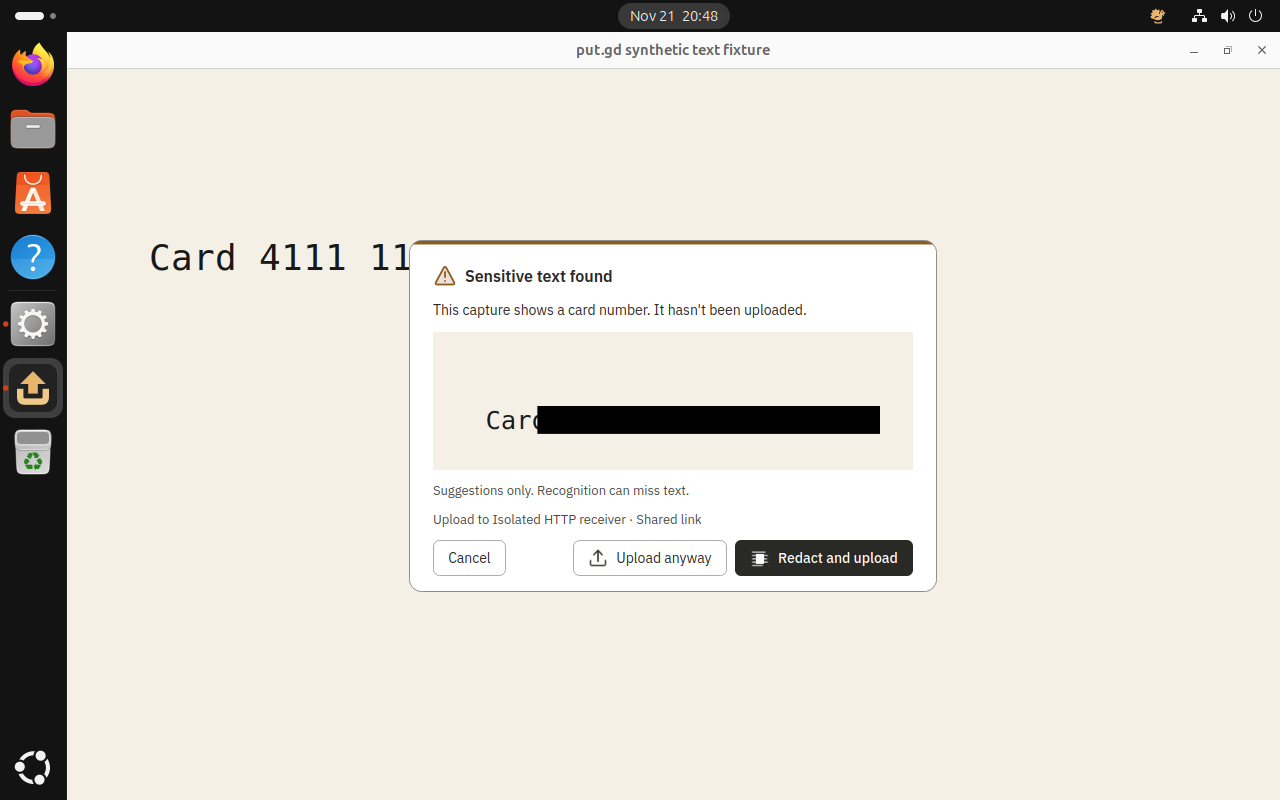 Nov 21 20:48
put.gd synthetic text fixture
Card 4111 11
Sensitive text found
This capture shows a card number. It hasn't been uploaded.
Card
Suggestions only. Recognition can miss text.
Upload to Isolated HTTP receiver · Shared link
Cancel
Upload anyway
Redact and upload